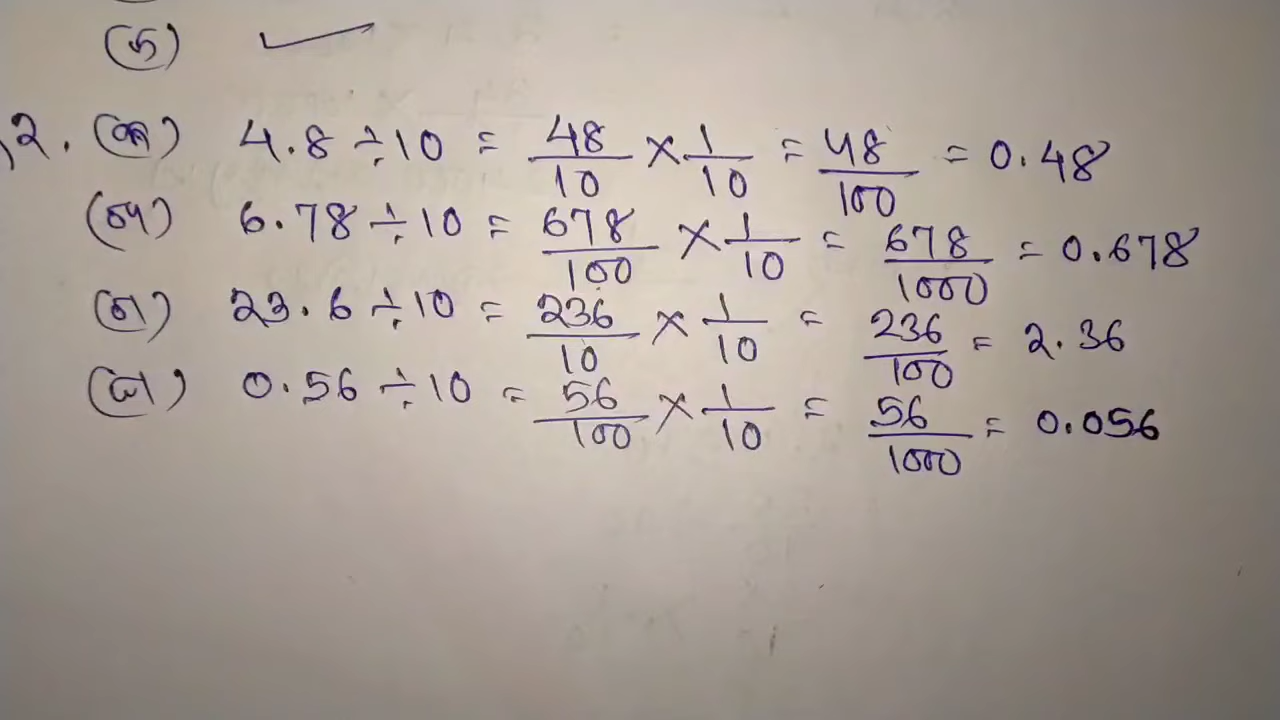 (ঙ)
2. (ক) 4.8 ÷ 10 = 48/10 × 1/10 = 48/100 = 0.48
(খ) 6.78 ÷ 10 = 678/100 × 1/10 = 678/1000 = 0.678
(গ) 23.6 ÷ 10 = 236/10 × 1/10 = 236/100 = 2.36
(ঘ) 0.56 ÷ 10 = 56/100 × 1/10 = 56/1000 = 0.056